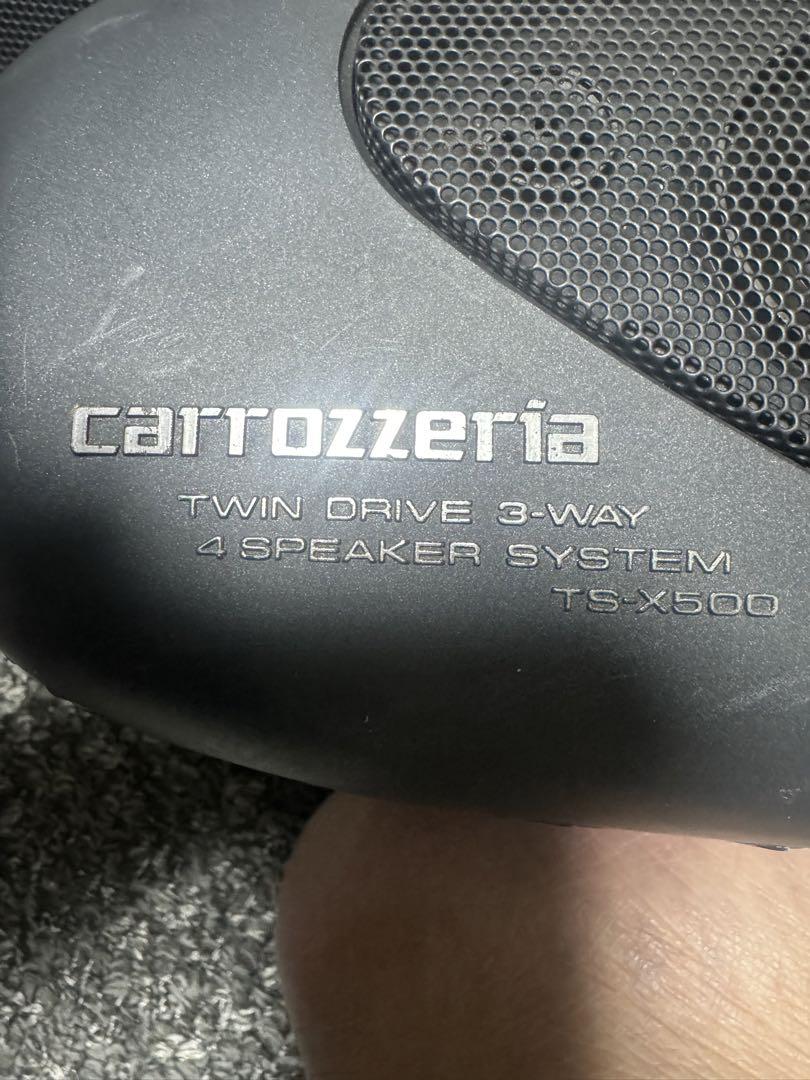 carrozzeria
TWIN DRIVE 3-WAY
4 SPEAKER SYSTEM
TS-X500